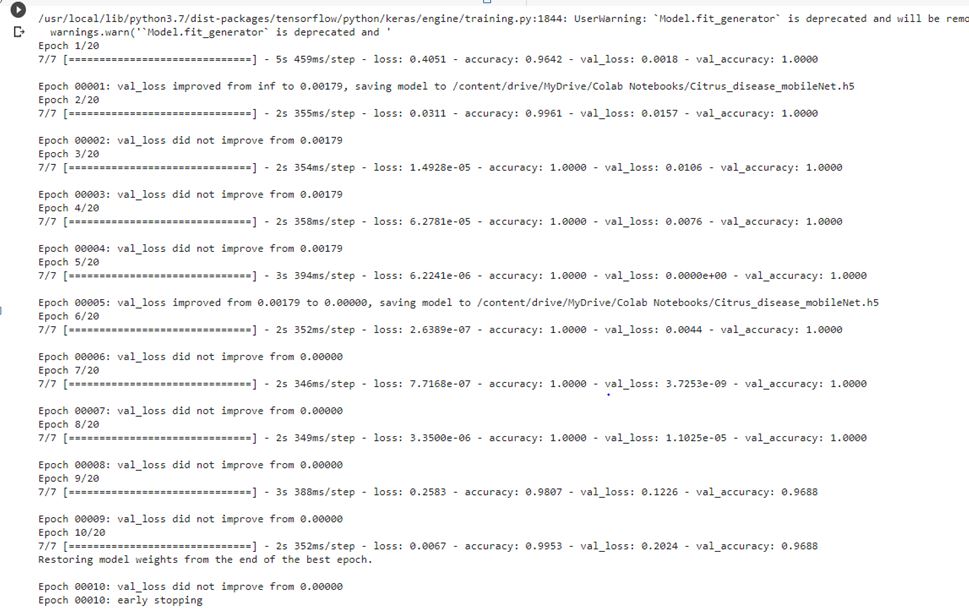 /usr/local/lib/python3.7/dist-packages/tensorflow/python/keras/engine/training.py:1844: UserWarning: `Model.fit_generator` is deprecated and will be remo
warnings.warn('`Model.fit_generator` is deprecated and '
Epoch 1/20
7/7 [==============================] - 5s 459ms/step - loss: 0.4051 - accuracy: 0.9642 - val_loss: 0.0018 - val_accuracy: 1.0000
Epoch 00001: val_loss improved from inf to 0.00179, saving model to /content/drive/MyDrive/Colab Notebooks/Citrus_disease_mobileNet.h5
Epoch 2/20
7/7 [==============================] - 2s 355ms/step - loss: 0.0311 - accuracy: 0.9961 - val_loss: 0.0157 - val_accuracy: 1.0000
Epoch 00002: val_loss did not improve from 0.00179
Epoch 3/20
7/7 [==============================] - 2s 354ms/step - loss: 1.4928e-05 - accuracy: 1.0000 - val_loss: 0.0106 - val_accuracy: 1.0000
Epoch 00003: val_loss did not improve from 0.00179
Epoch 4/20
7/7 [==============================] - 2s 358ms/step - loss: 6.2781e-05 - accuracy: 1.0000 - val_loss: 0.0076 - val_accuracy: 1.0000
Epoch 00004: val_loss did not improve from 0.00179
Epoch 5/20
7/7 [==============================] - 3s 394ms/step - loss: 6.2241e-06 - accuracy: 1.0000 - val_loss: 0.0000e+00 - val_accuracy: 1.0000
Epoch 00005: val_loss improved from 0.00179 to 0.00000, saving model to /content/drive/MyDrive/Colab Notebooks/Citrus_disease_mobileNet.h5
Epoch 6/20
7/7 [==============================] - 2s 352ms/step - loss: 2.6389e-07 - accuracy: 1.0000 - val_loss: 0.0044 - val_accuracy: 1.0000
Epoch 00006: val_loss did not improve from 0.00000
Epoch 7/20
7/7 [==============================] - 2s 346ms/step - loss: 7.7168e-07 - accuracy: 1.0000 - val_loss: 3.7253e-09 - val_accuracy: 1.0000
Epoch 00007: val_loss did not improve from 0.00000
Epoch 8/20
7/7 [==============================] - 2s 349ms/step - loss: 3.3500e-06 - accuracy: 1.0000 - val_loss: 1.1025e-05 - val_accuracy: 1.0000
Epoch 00008: val_loss did not improve from 0.00000
Epoch 9/20
7/7 [==============================] - 3s 388ms/step - loss: 0.2583 - accuracy: 0.9807 - val_loss: 0.1226 - val_accuracy: 0.9688
Epoch 00009: val_loss did not improve from 0.00000
Epoch 10/20
7/7 [==============================] - 2s 352ms/step - loss: 0.0067 - accuracy: 0.9953 - val_loss: 0.2024 - val_accuracy: 0.9688
Restoring model weights from the end of the best epoch.
Epoch 00010: val_loss did not improve from 0.00000
Epoch 00010: early stopping